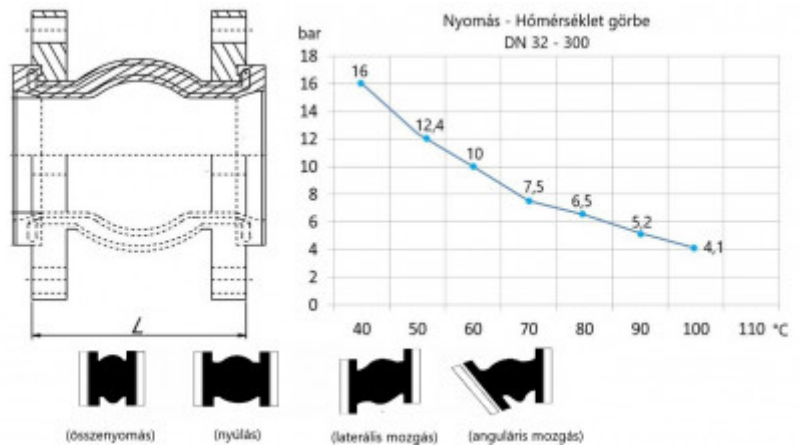 Nyomás - Hőmérséklet görbe
DN 32 - 300
bar
18
16
14
12
10
8
6
4
2
0
16
12,4
10
7,5
6,5
5,2
4,1
40 50 60 70 80 90 100 110 °C
L
(összenyomás) (nyúlás) (laterális mozgás) (anguláris mozgás)